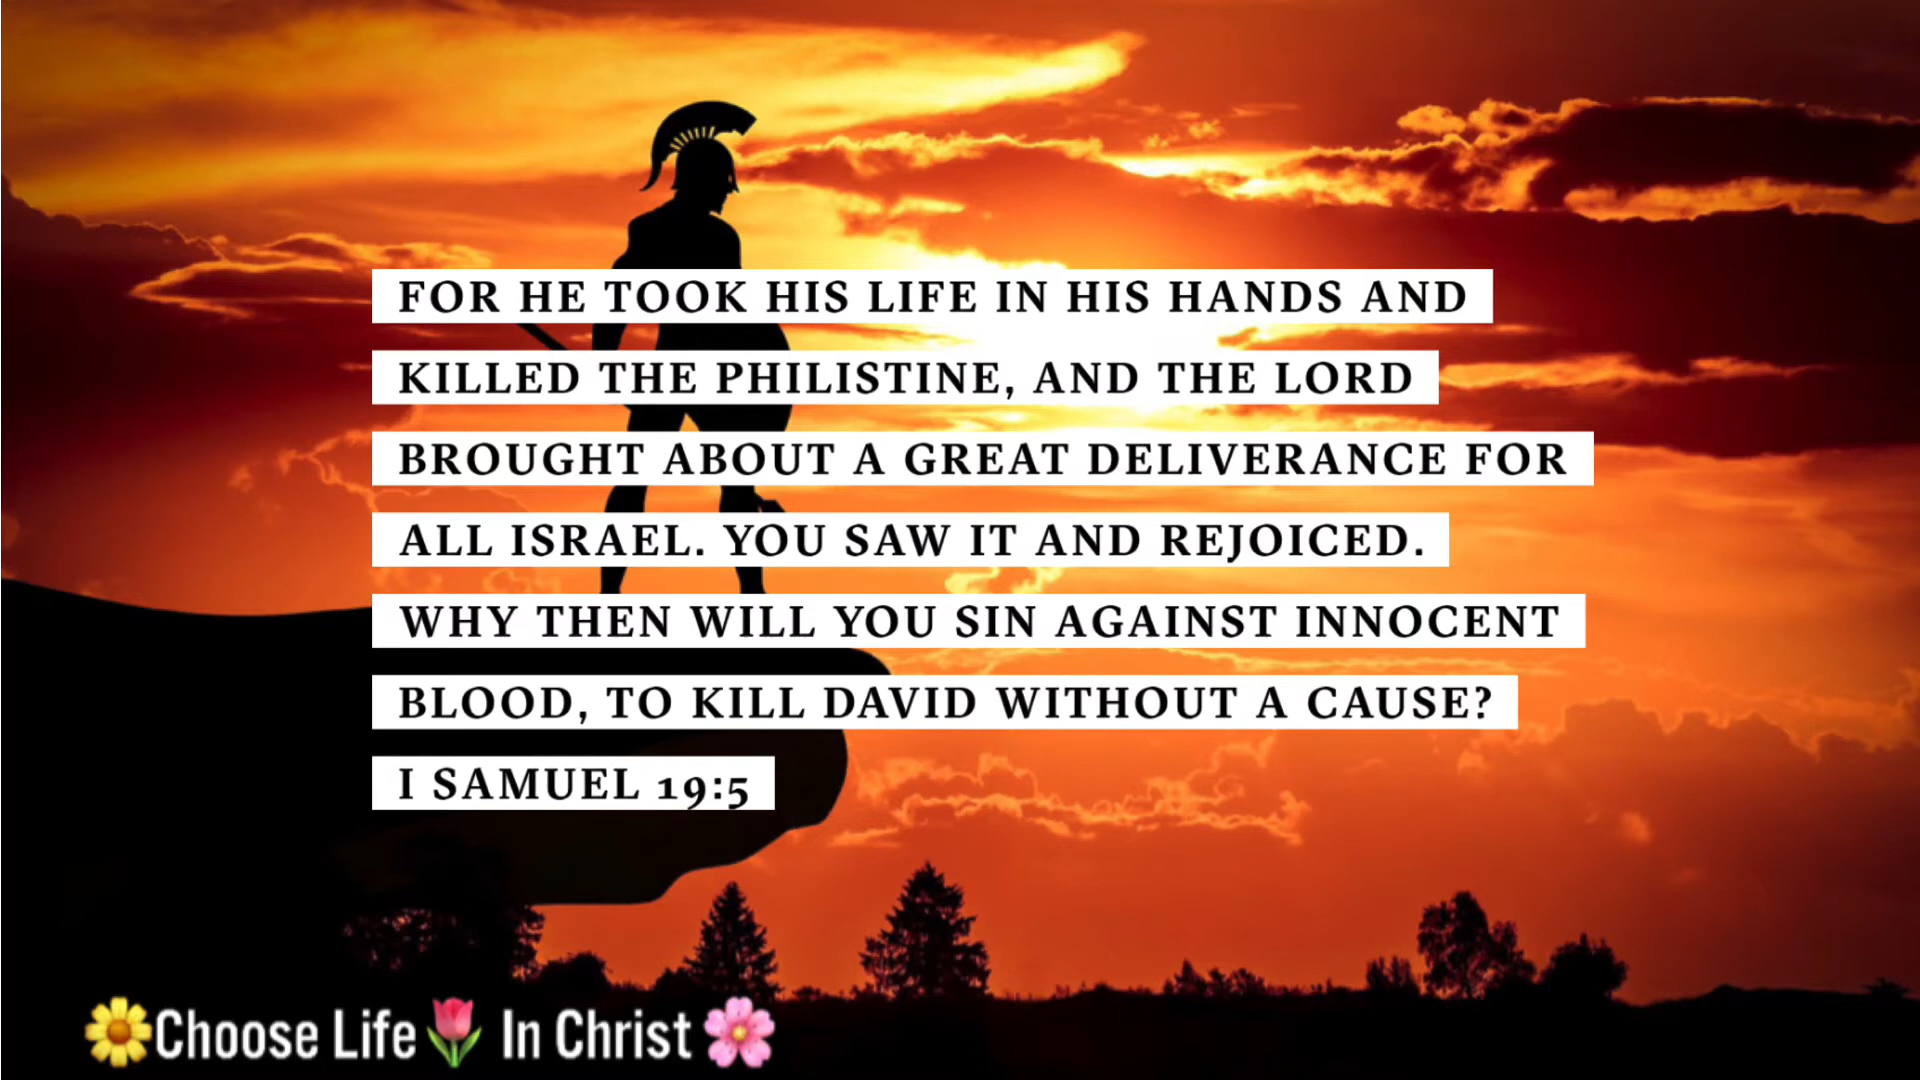 FOR HE TOOK HIS LIFE IN HIS HANDS AND
KILLED THE PHILISTINE, AND THE LORD
BROUGHT ABOUT A GREAT DELIVERANCE FOR
ALL ISRAEL. YOU SAW IT AND REJOICED.
WHY THEN WILL YOU SIN AGAINST INNOCENT
BLOOD, TO KILL DAVID WITHOUT A CAUSE?
I SAMUEL 19:5
🌼Choose Life🌷 In Christ 🌸